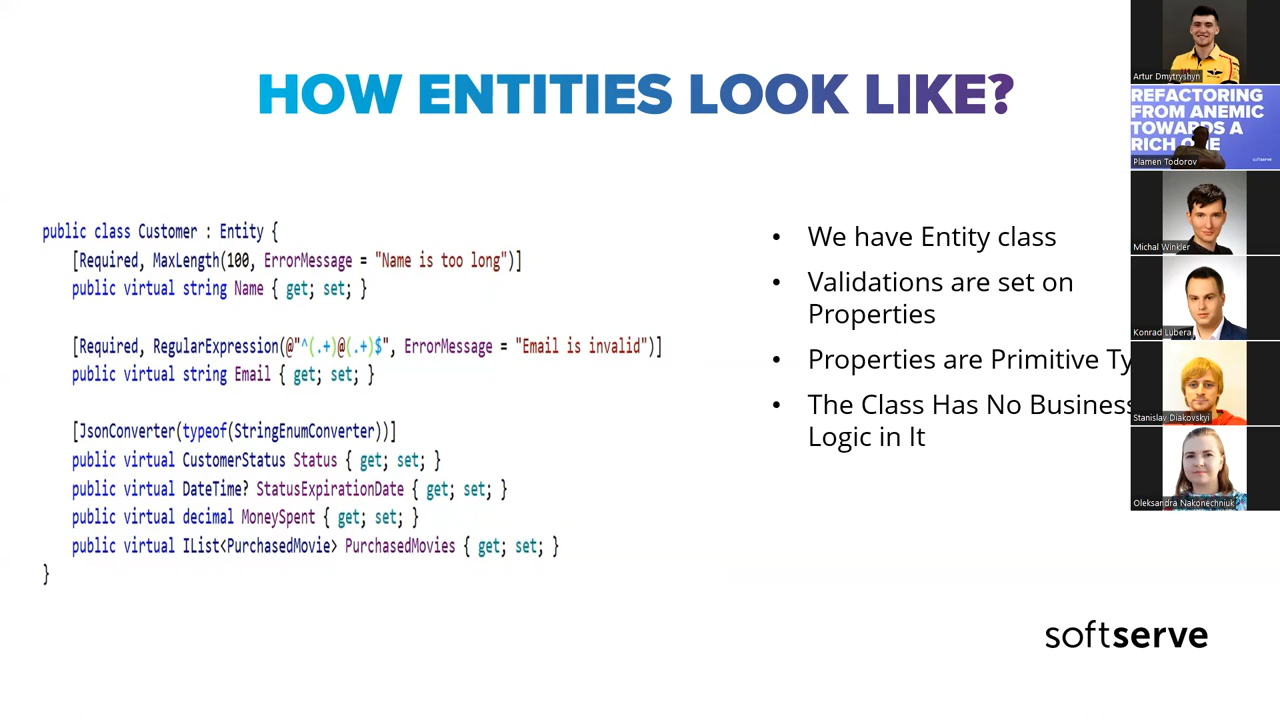 HOW ENTITIES LOOK LIKE?
public class Customer : Entity {
[Required, MaxLength(100, ErrorMessage = "Name is too long")]
public virtual string Name { get; set; }
[Required, RegularExpression(@"^(.+)@(.+)$", ErrorMessage = "Email is invalid")]
public virtual string Email { get; set; }
[JsonConverter(typeof(StringEnumConverter))]
public virtual CustomerStatus Status { get; set; }
public virtual DateTime? StatusExpirationDate { get; set; }
public virtual decimal MoneySpent { get; set; }
public virtual IList<PurchasedMovie> PurchasedMovies { get; set; }
}
• We have Entity class
• Validations are set on
Properties
• Properties are Primitive Ty
• The Class Has No Business
Logic in It
softserve
Artur Dmytryshyn
REFACTORING
FROM ANEMIC
TOWARDS A
RICH ONE
softserve
Plamen Todorov
Michal Winkler
Konrad Lubera
Stanislav Diakovskyi
Oleksandra Nakonechniuk